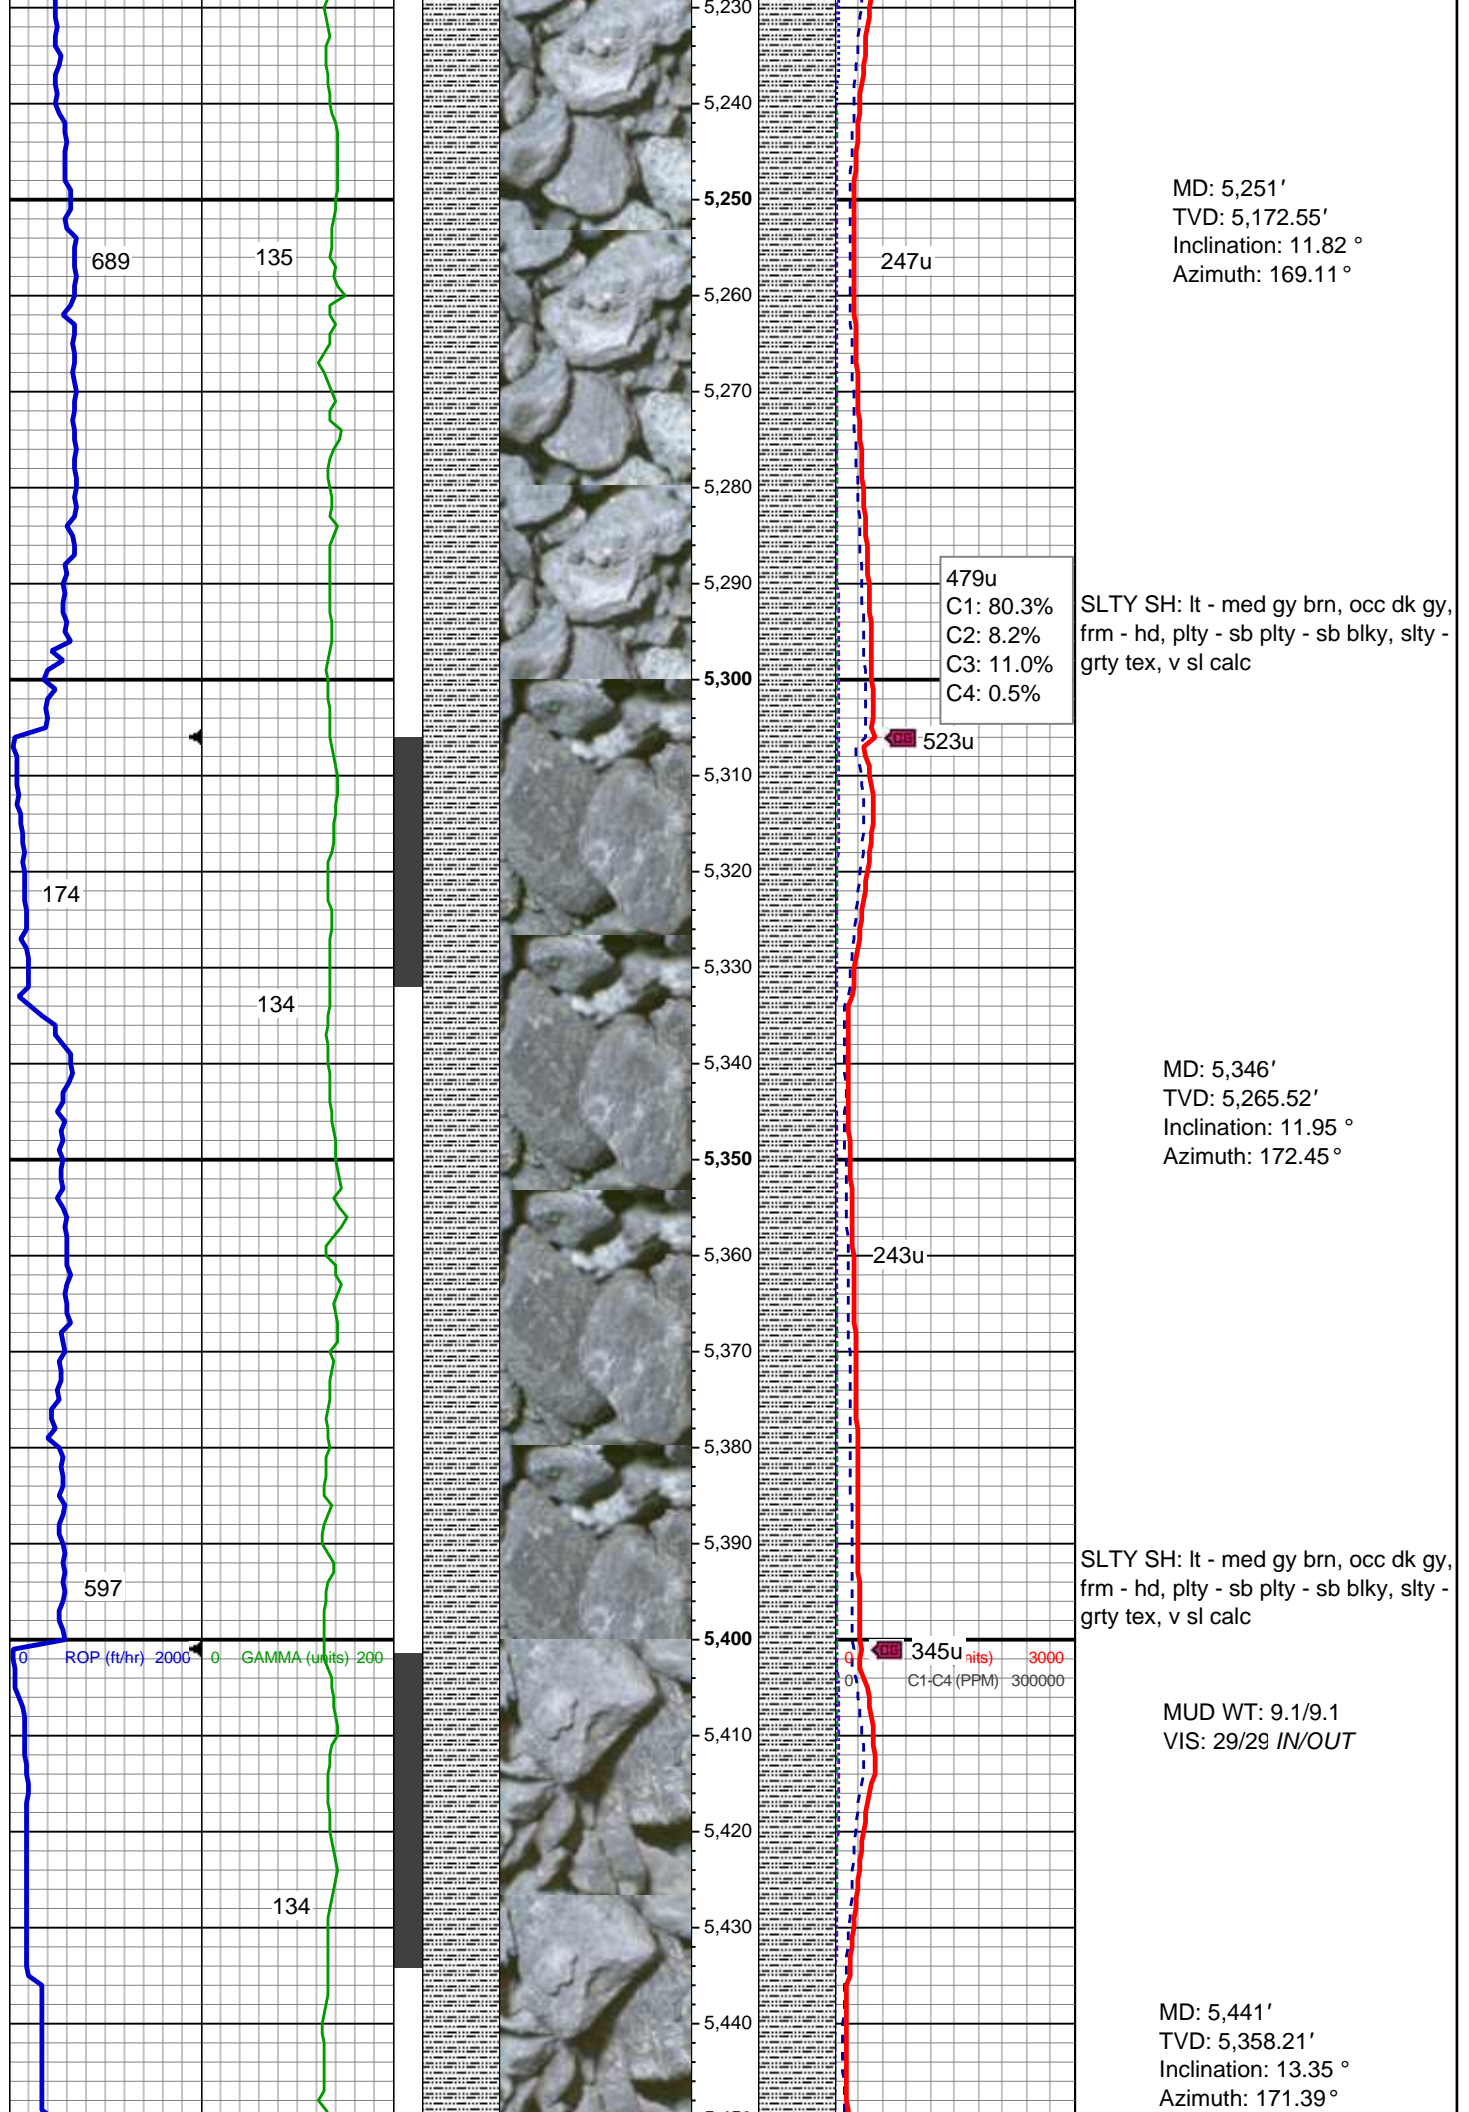 5,230
5,240
MD: 5,251′
TVD: 5,172.55′
Inclination: 11.82 °
Azimuth: 169.11°
5,250
689
135
247u
5,260
5,270
5,280
5,290
479u
C1: 80.3%
C2: 8.2%
C3: 11.0%
C4: 0.5%
SLTY SH: lt - med gy brn, occ dk gy,
frm - hd, plty - sb plty - sb blky, slty -
grty tex, v sl calc
5,300
CG 523u
5,310
5,320
174
5,330
134
5,340
MD: 5,346′
TVD: 5,265.52′
Inclination: 11.95 °
Azimuth: 172.45°
5,350
5,360
243u
5,370
5,380
5,390
SLTY SH: lt - med gy brn, occ dk gy,
frm - hd, plty - sb plty - sb blky, slty -
grty tex, v sl calc
597
5,400
0 ROP (ft/hr) 2000 0 GAMMA (units) 200
CG 345u
0 nits) 3000
0 C1-C4 (PPM) 300000
MUD WT: 9.1/9.1
VIS: 29/29 IN/OUT
5,410
5,420
134
5,430
5,440
MD: 5,441′
TVD: 5,358.21′
Inclination: 13.35 °
Azimuth: 171.39°